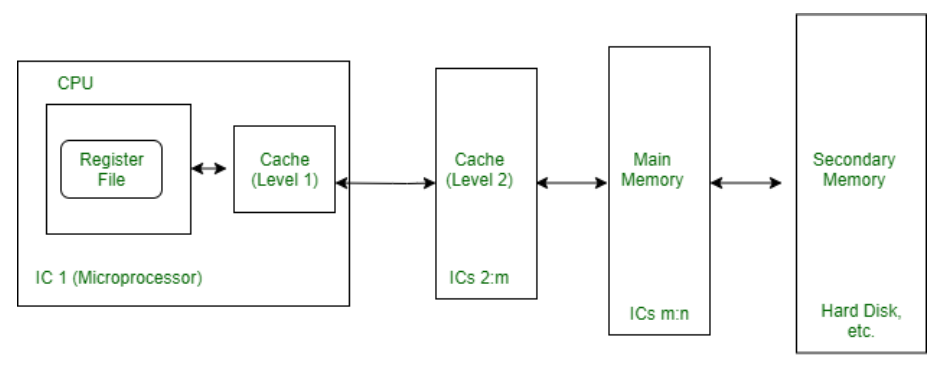 CPU
Register
File
Cache
(Level 1)
IC 1 (Microprocessor)
Cache
(Level 2)
ICs 2:m
Main
Memory
ICs m:n
Secondary
Memory
Hard Disk,
etc.